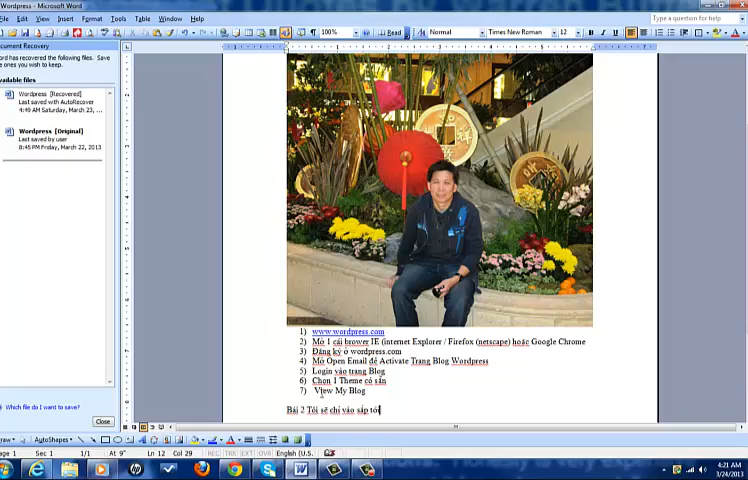 Wordpress - Microsoft Word
Edit View Insert Format Tools Table Window Help
Type a question for help
100% Read Normal Times New Roman 12 B I U
Document Recovery
Word has recovered the following files. Save
the ones you wish to keep.
Available files
Wordpress [Recovered]
Last saved with AutoRecover
4:49 AM Saturday, March 23, ...
Wordpress [Original]
Last saved by user
8:45 PM Friday, March 22, 2013
1) www.wordpress.com
2) Mở 1 cái brower IE (internet Explorer / Firefox (netscape) hoác Google Chrome
3) Đăng ký ở wordpress.com
4) Mở Open Email để Activate Trang Blog Wordpress
5) Login vào trang Blog
6) Chọn 1 Theme có sẵn
7) View My Blog
Bài 2 Tôi sẽ chỉ vào sắp tới
Which file do I want to save?
Close
Draw AutoShapes
Page 1 Sec 1 1/1 At 9" Ln 12 Col 29 REC TRK EXT OVR English (U.S.
4:21 AM
3/24/2013